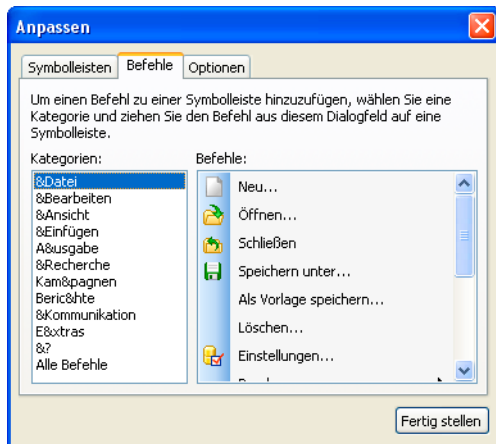 Anpassen
Symbolleisten Befehle Optionen
Um einen Befehl zu einer Symbolleiste hinzuzufügen, wählen Sie eine
Kategorie und ziehen Sie den Befehl aus diesem Dialogfeld auf eine
Symbolleiste.
Kategorien:
&Datei
&Bearbeiten
&Ansicht
&Einfügen
A&usgabe
&Recherche
Kam&pagnen
Beric&hte
&Kommunikation
E&xtras
&?
Alle Befehle
Befehle:
Neu...
Öffnen...
Schließen
Speichern unter...
Als Vorlage speichern...
Löschen...
Einstellungen...
Fertig stellen